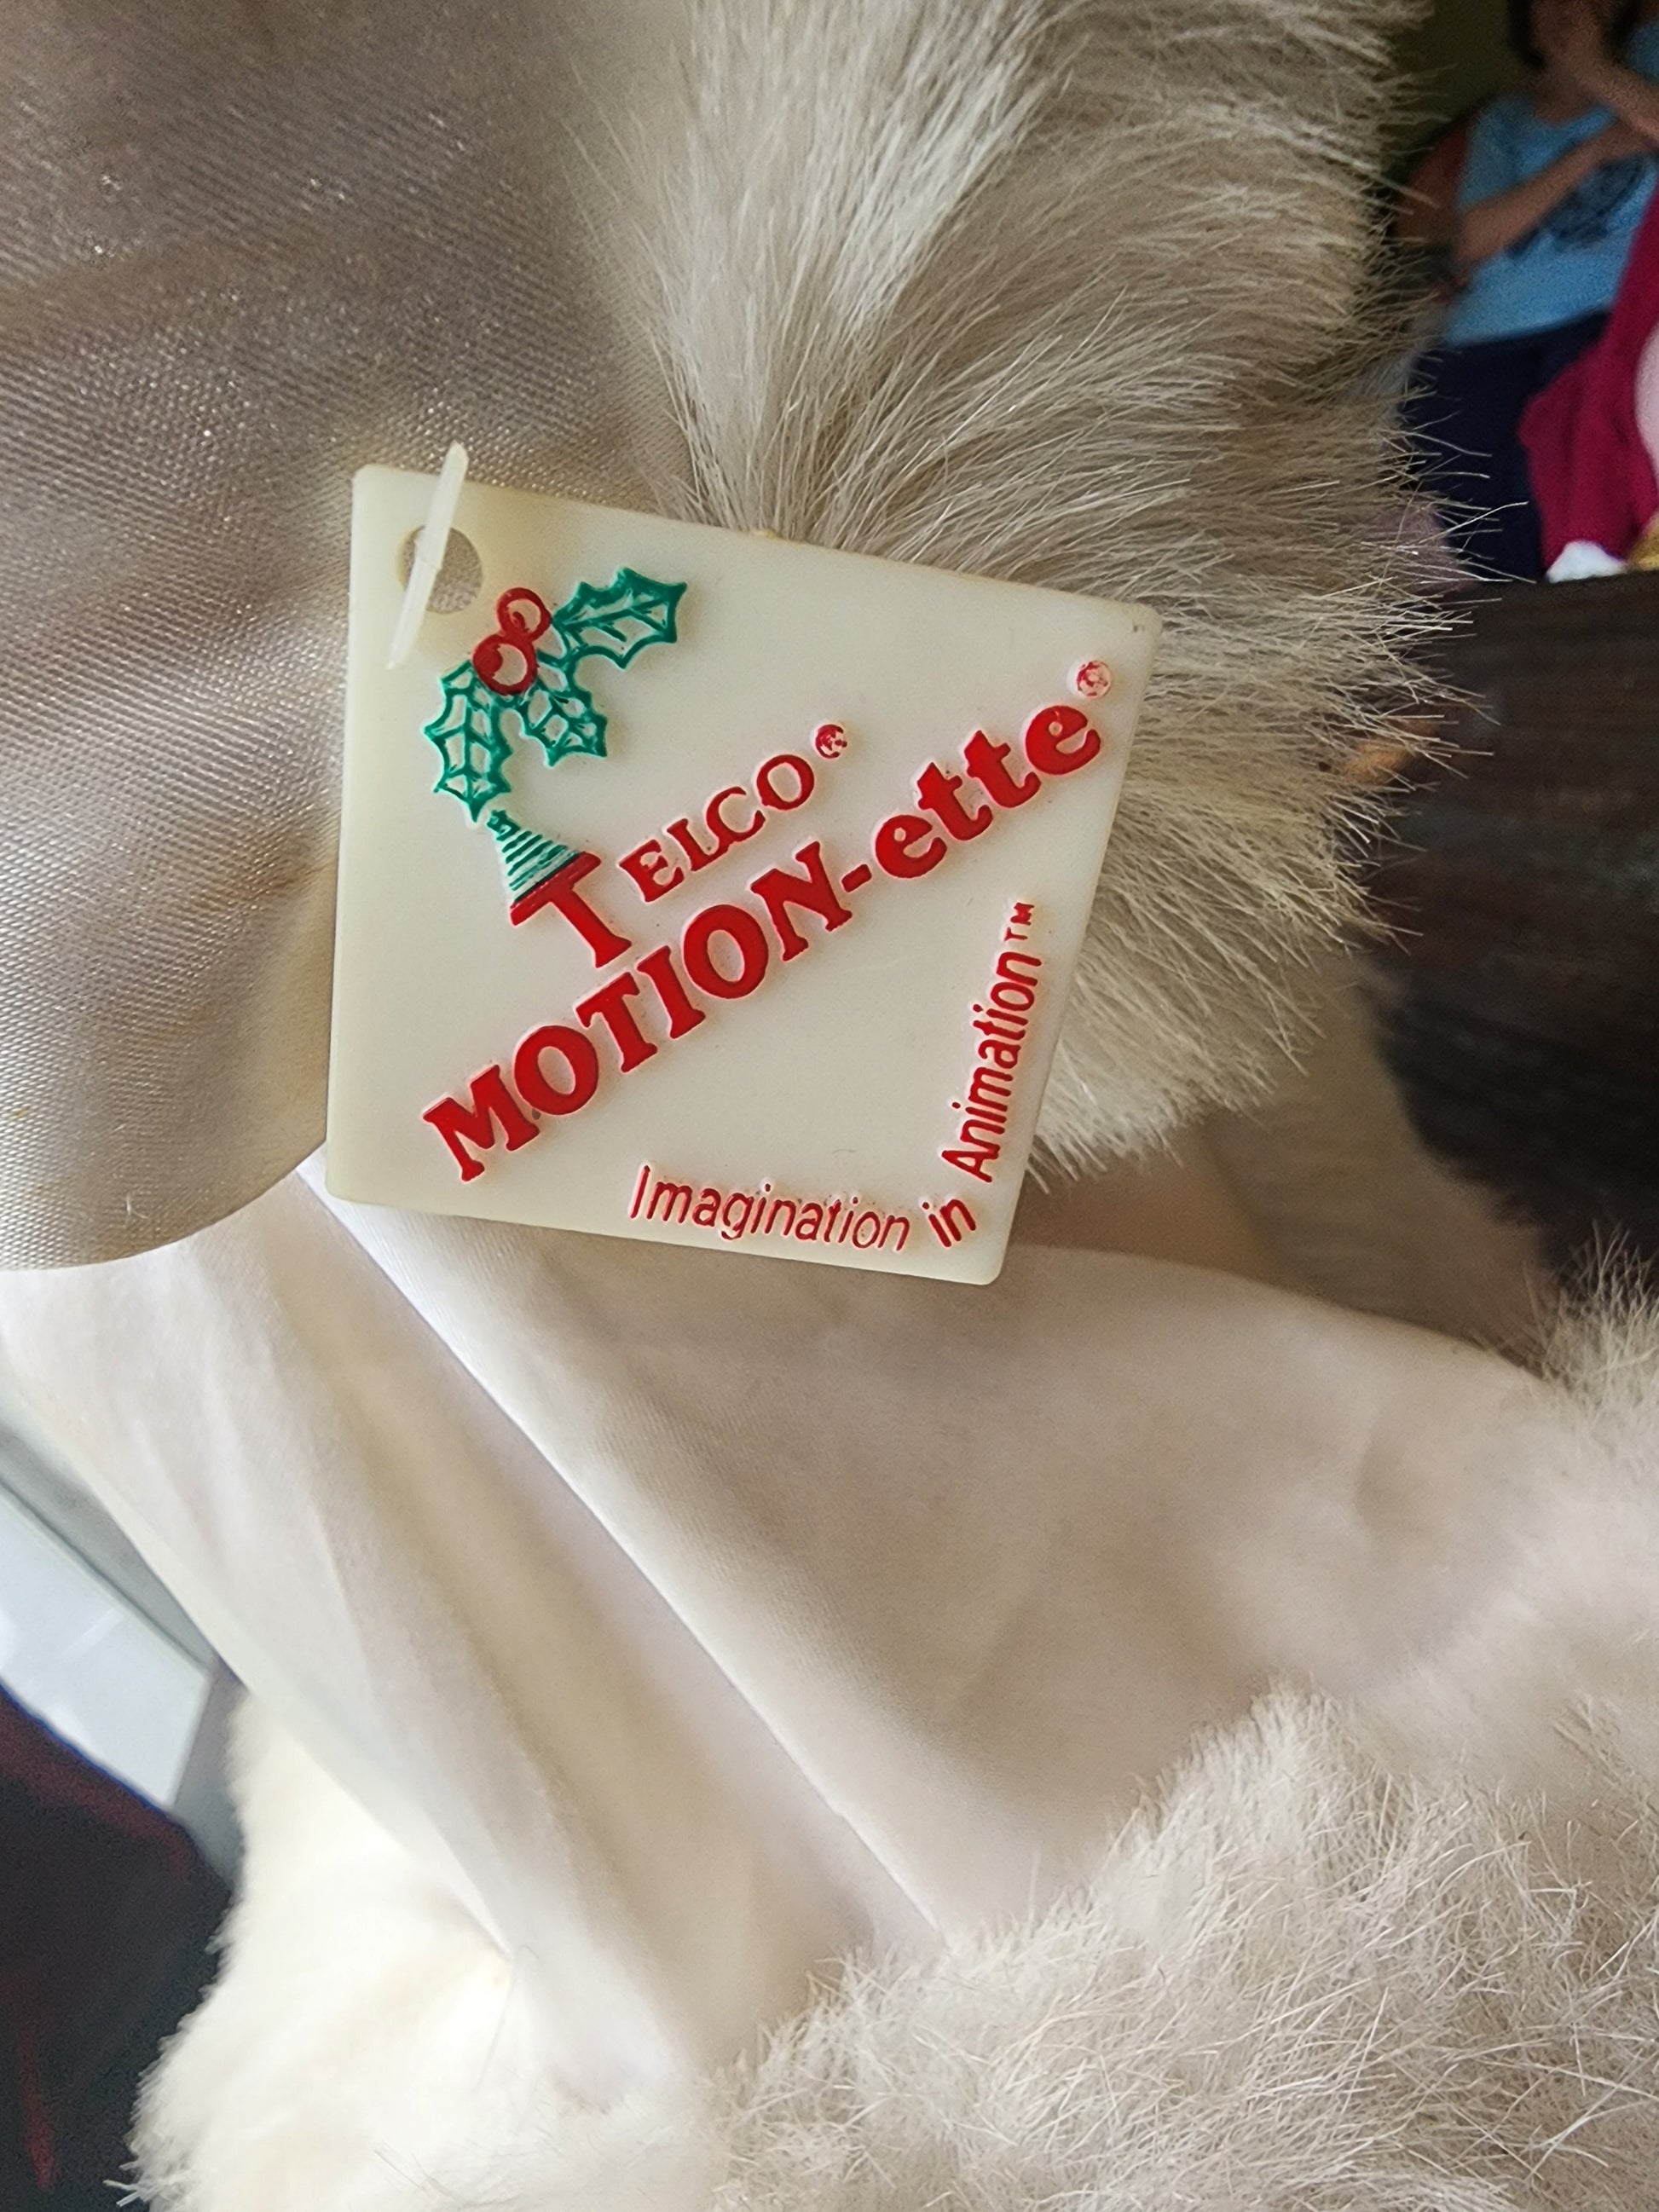 TELCO®
MOTION-ette®
Imagination in Animation™